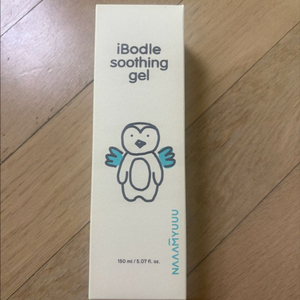 iBodle
soothing
gel
150 ml / 5.07 fl. oz.
NAAAMYUUU